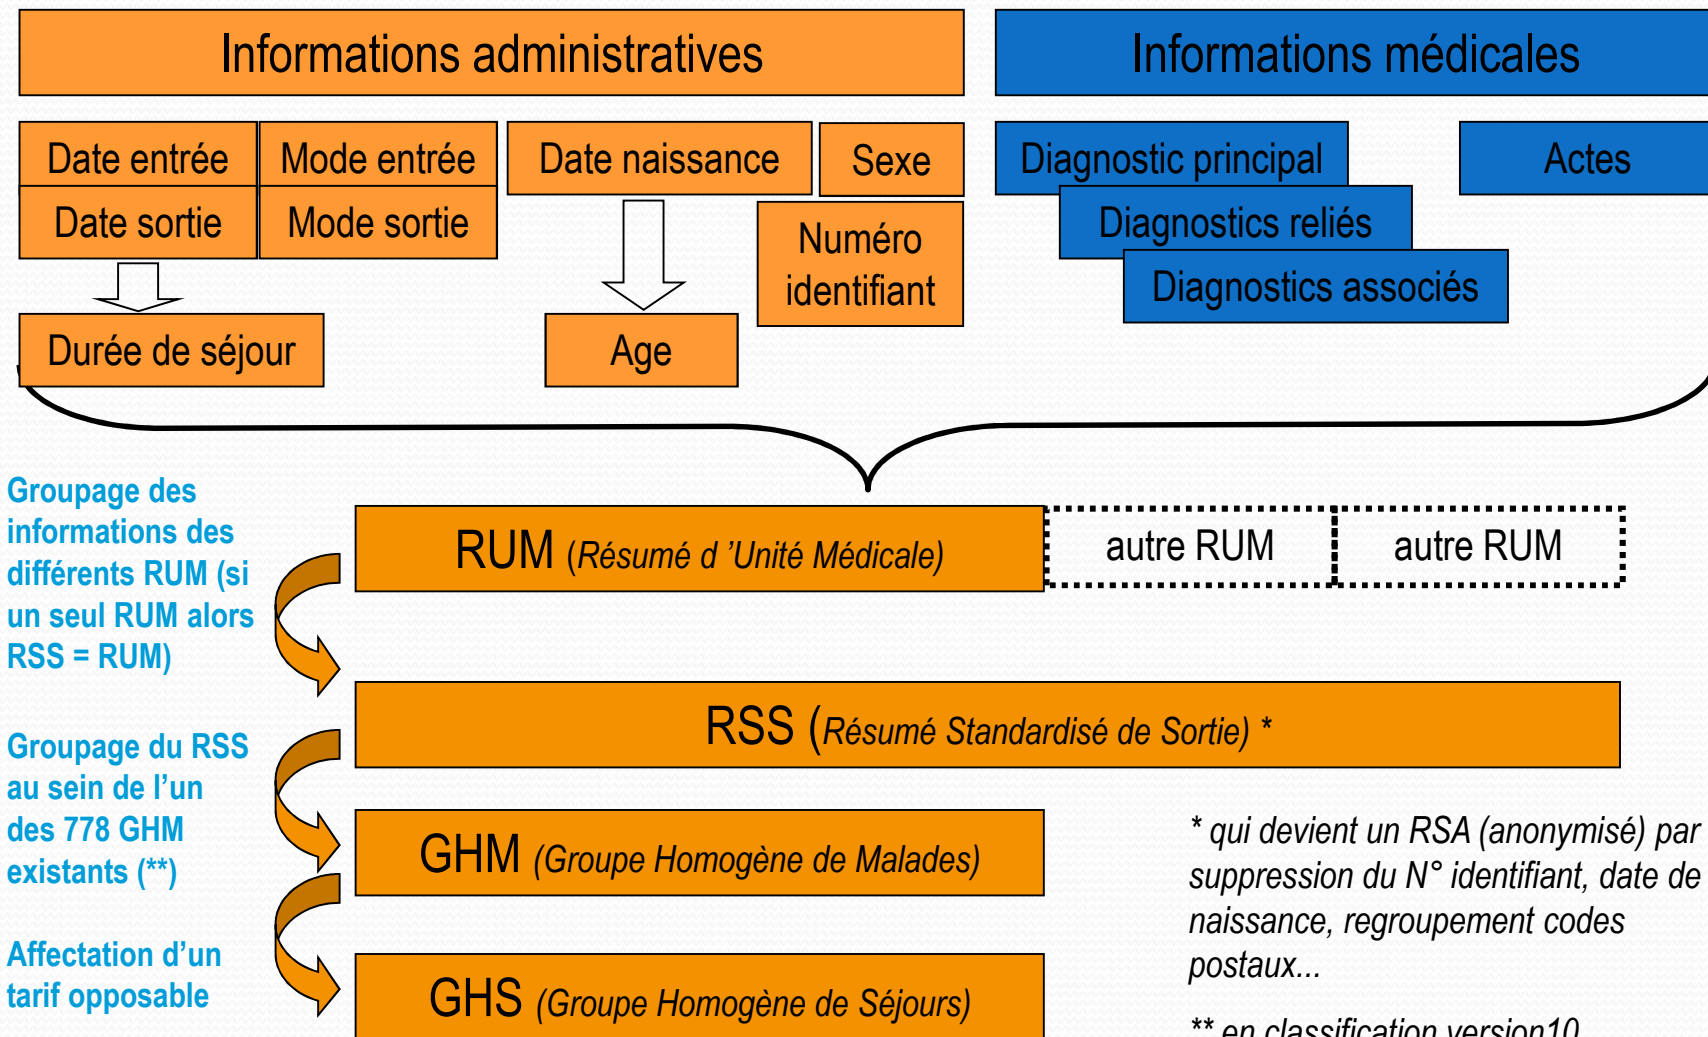 Informations administratives
Informations médicales
Date entrée
Mode entrée
Date naissance
Sexe
Diagnostic principal
Actes
Date sortie
Mode sortie
Numéro
identifiant
Diagnostics reliés
Diagnostics associés
Durée de séjour
Age
Groupage des
informations des
différents RUM (si
un seul RUM alors
RSS = RUM)
RUM (Résumé d ’Unité Médicale)
autre RUM
autre RUM
RSS (Résumé Standardisé de Sortie) *
Groupage du RSS
au sein de l’un
des 778 GHM
existants (**)
GHM (Groupe Homogène de Malades)
Affectation d’un
tarif opposable
GHS (Groupe Homogène de Séjours)
* qui devient un RSA (anonymisé) par
suppression du N° identifiant, date de
naissance, regroupement codes
postaux...
** en classification version10